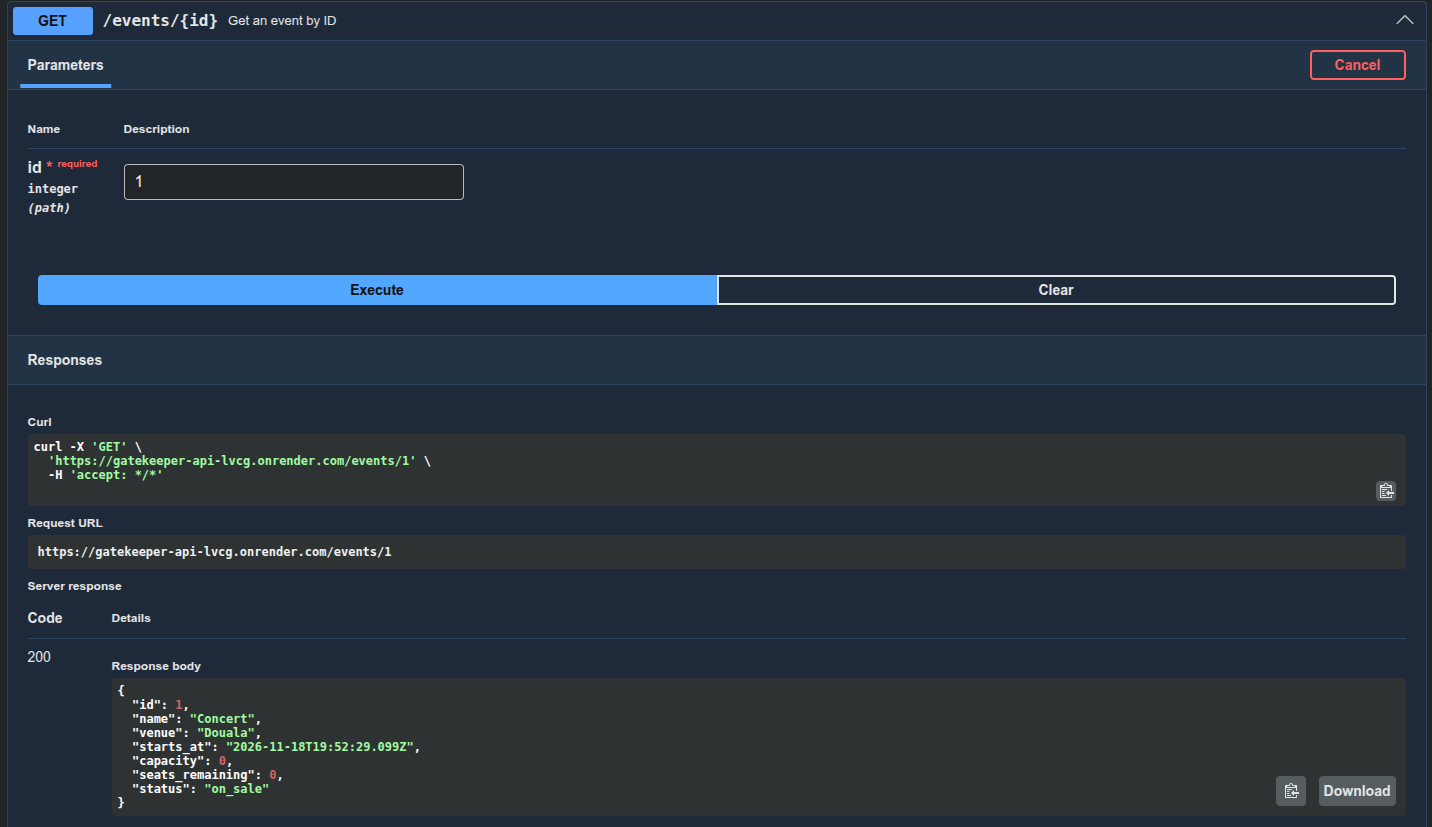 GET /events/{id} Get an event by ID
Parameters
Cancel
Name Description
id * required
integer
(path)
1
Execute
Clear
Responses
Curl
curl -X 'GET' \
  'https://gatekeeper-api-lvcg.onrender.com/events/1' \
  -H 'accept: */*'
Request URL
https://gatekeeper-api-lvcg.onrender.com/events/1
Server response
Code Details
200
Response body
{
  "id": 1,
  "name": "Concert",
  "venue": "Douala",
  "starts_at": "2026-11-18T19:52:29.099Z",
  "capacity": 0,
  "seats_remaining": 0,
  "status": "on_sale"
}
Download